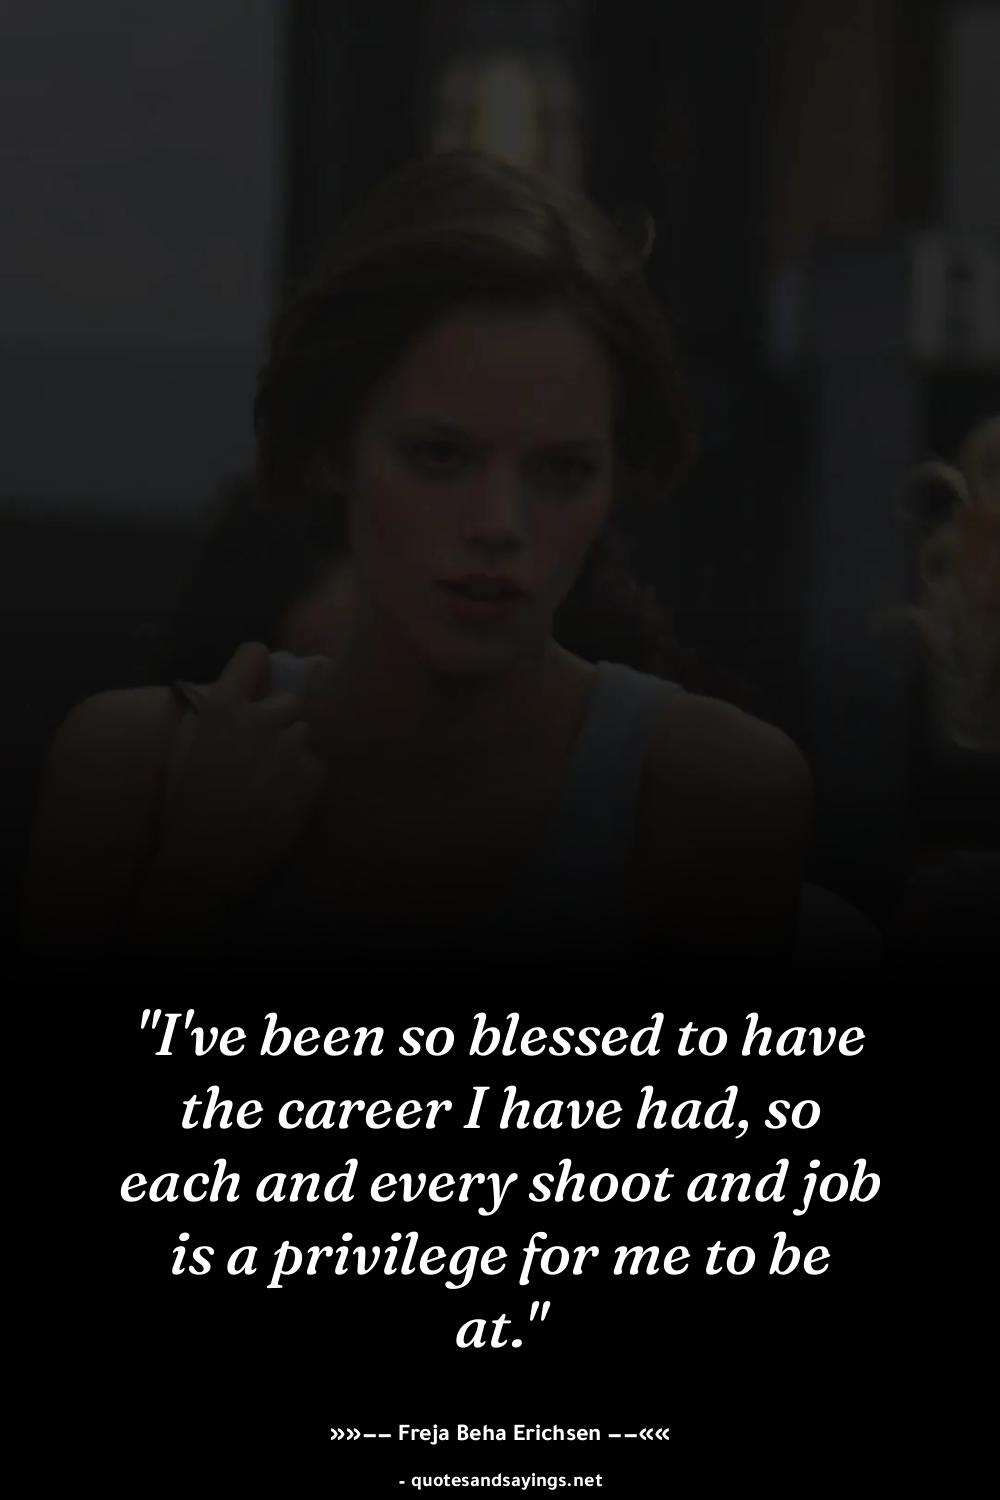 "I've been so blessed to have
the career I have had, so
each and every shoot and job
is a privilege for me to be
at."
»»−− Freja Beha Erichsen −−««
- quotesandsayings.net